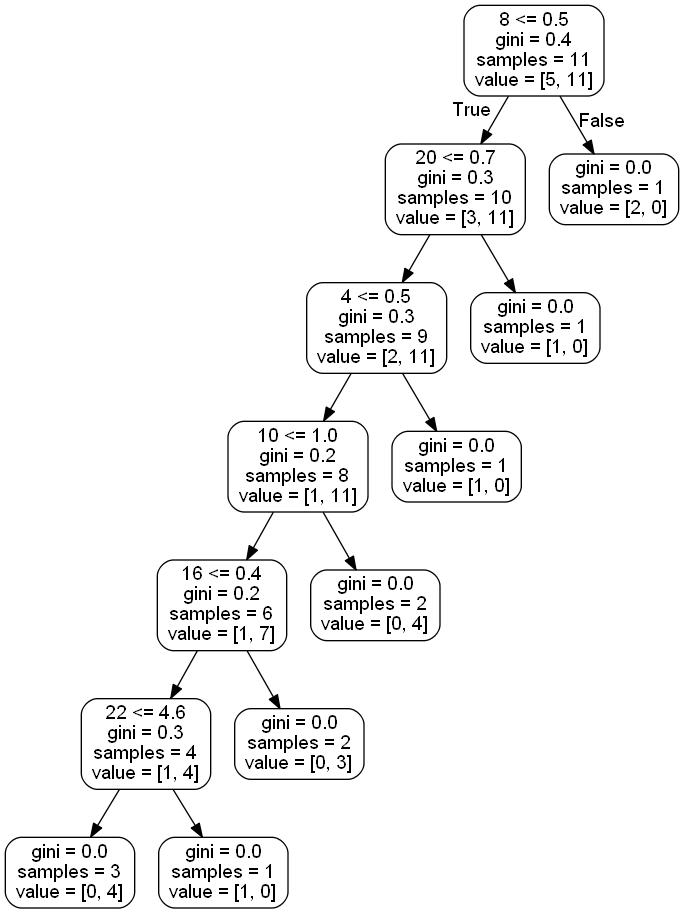 8 <= 0.5
gini = 0.4
samples = 11
value = [5, 11]
True
False
20 <= 0.7
gini = 0.3
samples = 10
value = [3, 11]
gini = 0.0
samples = 1
value = [2, 0]
4 <= 0.5
gini = 0.3
samples = 9
value = [2, 11]
gini = 0.0
samples = 1
value = [1, 0]
10 <= 1.0
gini = 0.2
samples = 8
value = [1, 11]
gini = 0.0
samples = 1
value = [1, 0]
16 <= 0.4
gini = 0.2
samples = 6
value = [1, 7]
gini = 0.0
samples = 2
value = [0, 4]
22 <= 4.6
gini = 0.3
samples = 4
value = [1, 4]
gini = 0.0
samples = 2
value = [0, 3]
gini = 0.0
samples = 3
value = [0, 4]
gini = 0.0
samples = 1
value = [1, 0]